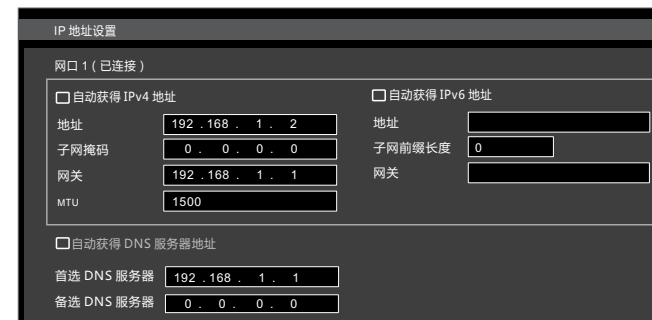 IP 地址设置
网口 1 ( 已连接 )
自动获得 IPv4 地址
地址 192 . 168 . 1 . 2
子网掩码 0 . 0 . 0 . 0
网关 192 . 168 . 1 . 1
MTU 1500
自动获得 IPv6 地址
地址
子网前缀长度 0
网关
自动获得 DNS 服务器地址
首选 DNS 服务器 192 . 168 . 1 . 1
备选 DNS 服务器 0 . 0 . 0 . 0